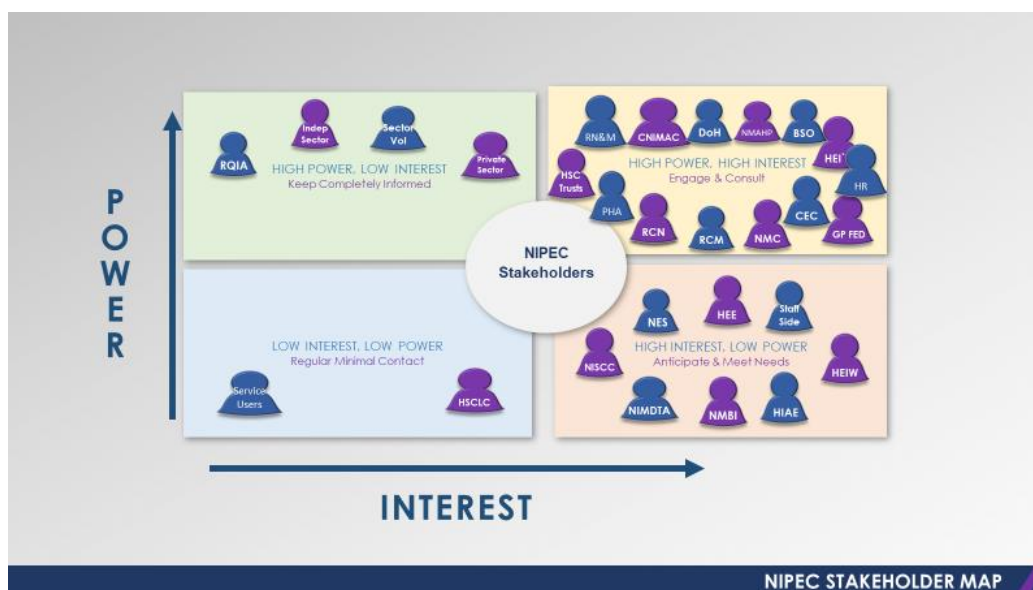 POWER
RQIA
Indep
Sector
Sector
Vol
Private
Sector
HIGH POWER, LOW INTEREST
Keep Completely Informed
RN&M
CNIMAC
DoH
NMAHP
BSO
HEI
HR
HSC
Trusts
PHA
RCN
RCM
NMC
CEC
GP FED
HIGH POWER, HIGH INTEREST
Engage & Consult
NIPEC
Stakeholders
LOW INTEREST, LOW POWER
Regular Minimal Contact
Service
Users
HSCLC
NES
HEE
Staff
Side
NISCC
HEIW
HIGH INTEREST, LOW POWER
Anticipate & Meet Needs
NIMDTA
NMBI
HIAE
INTEREST
NIPEC STAKEHOLDER MAP